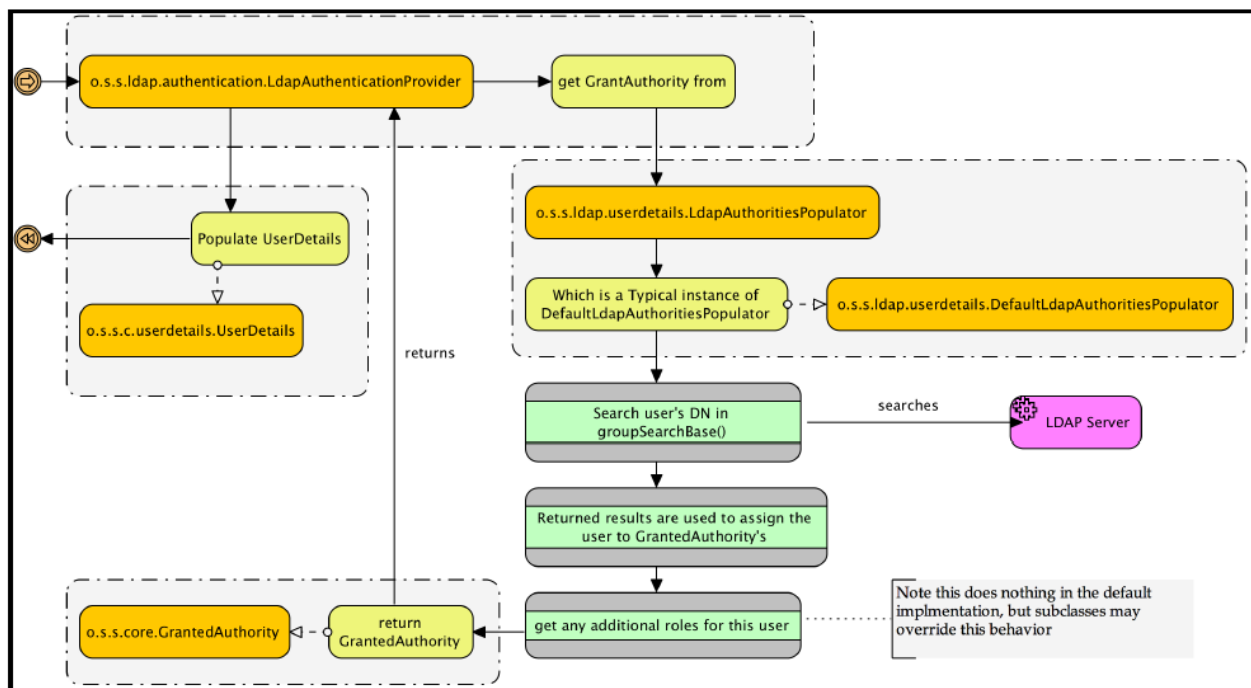 o.s.s.ldap.authentication.LdapAuthenticationProvider
get GrantAuthority from
o.s.s.ldap.userdetails.LdapAuthoritiesPopulator
Populate UserDetails
Which is a Typical instance of
DefaultLdapAuthoritiesPopulator
o.s.s.ldap.userdetails.DefaultLdapAuthoritiesPopulator
o.s.s.c.userdetails.UserDetails
returns
Search user's DN in
groupSearchBase()
searches
LDAP Server
Returned results are used to assign the
user to GrantedAuthority's
Note this does nothing in the default
implmentation, but subclasses may
override this behavior
o.s.s.core.GrantedAuthority
return
GrantedAuthority
get any additional roles for this user